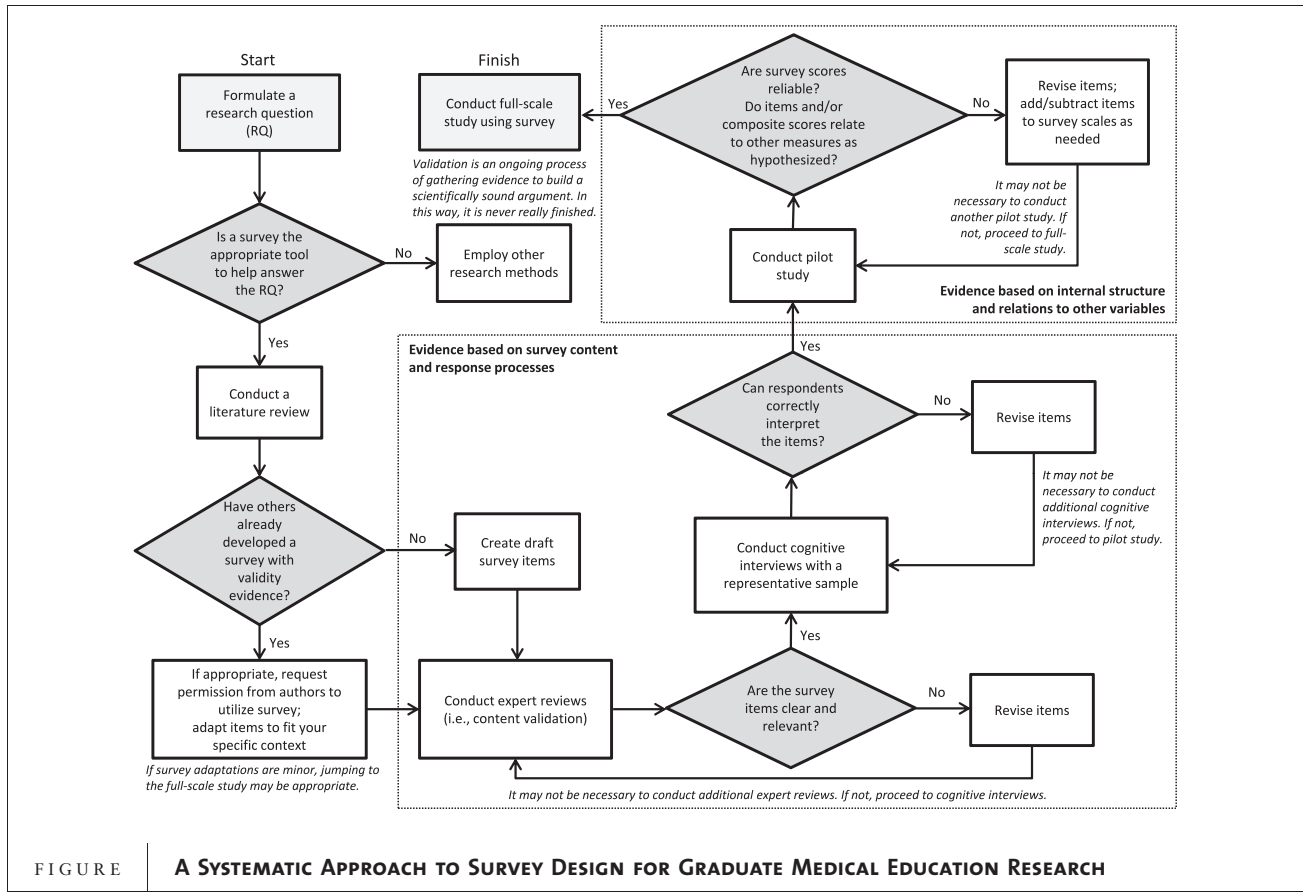 Start
Formulate a
research question
(RQ)
Is a survey the
appropriate tool
to help answer
the RQ?
No
Employ other
research methods
Yes
Conduct a
literature review
Have others
already
developed a
survey with
validity
evidence?
No
Create draft
survey items
Yes
If appropriate, request
permission from authors to
utilize survey;
adapt items to fit your
specific context
If survey adaptations are minor, jumping to
the full-scale study may be appropriate.
Evidence based on survey content
and response processes
Conduct expert reviews
(i.e., content validation)
Are the survey
items clear and
relevant?
No
Revise items
It may not be necessary to conduct additional expert reviews. If not, proceed to cognitive interviews.
Yes
Conduct cognitive
interviews with a
representative sample
Can respondents
correctly
interpret
the items?
No
Revise items
It may not be
necessary to conduct
additional cognitive
interviews. If not,
proceed to pilot study.
Yes
Conduct pilot
study
Are survey scores
reliable?
Do items and/or
composite scores relate
to other measures as
hypothesized?
No
Revise items;
add/subtract items
to survey scales as
needed
It may not be
necessary to conduct
another pilot study. If
not, proceed to full-
scale study.
Evidence based on internal structure
and relations to other variables
Yes
Finish
Conduct full-scale
study using survey
Validation is an ongoing process
of gathering evidence to build a
scientifically sound argument. In
this way, it is never really finished.
FIGURE
A Systematic Approach to Survey Design for Graduate Medical Education Research